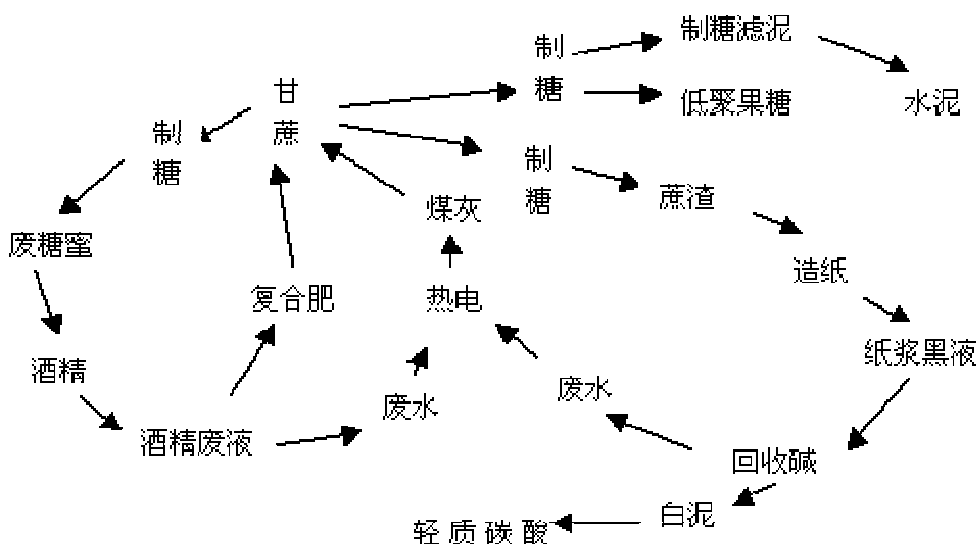 制糖滤泥
制糖
甘蔗
低聚果糖
水泥
制糖
制糖
蔗渣
煤灰
废糖蜜
造纸
复合肥
热电
纸浆黑液
酒精
废水
废水
酒精废液
回收碱
白泥
轻质碳酸